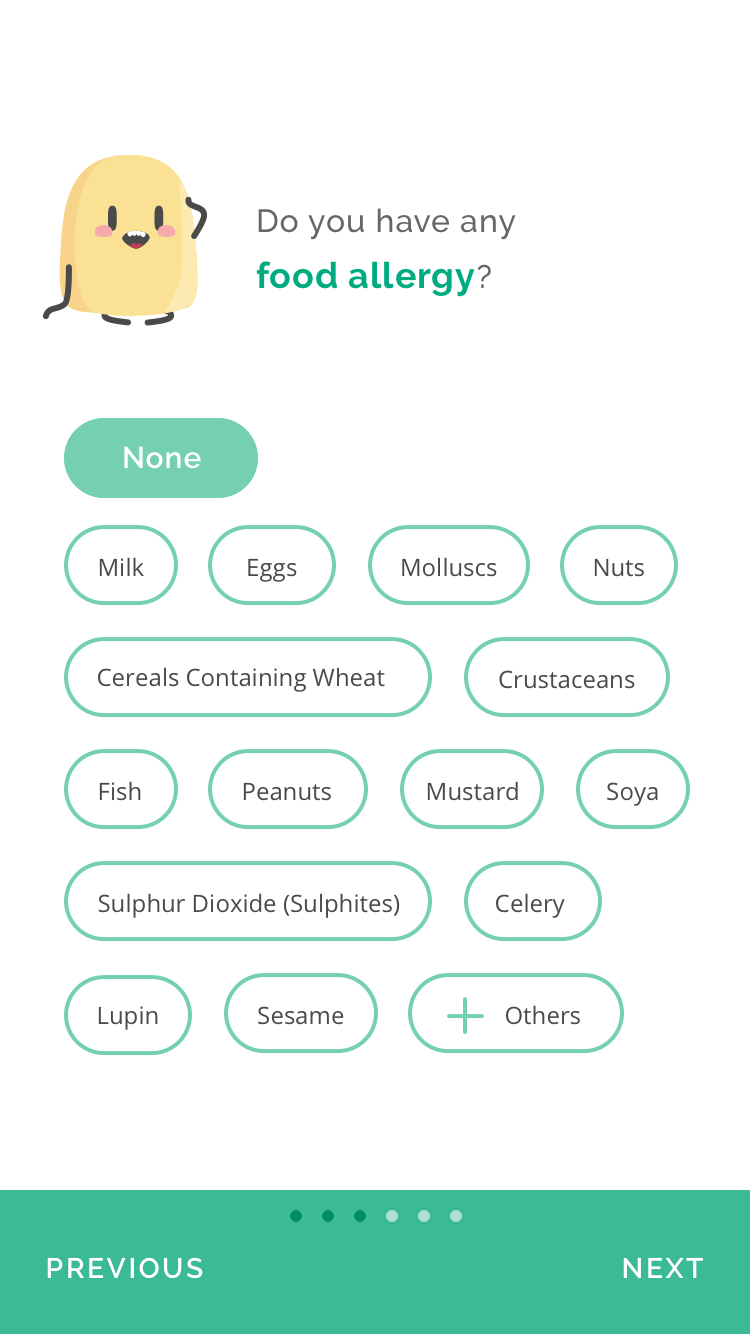 Do you have any
food allergy?
None
Milk Eggs Molluscs Nuts
Cereals Containing Wheat Crustaceans
Fish Peanuts Mustard Soya
Sulphur Dioxide (Sulphites) Celery
Lupin Sesame + Others
PREVIOUS NEXT